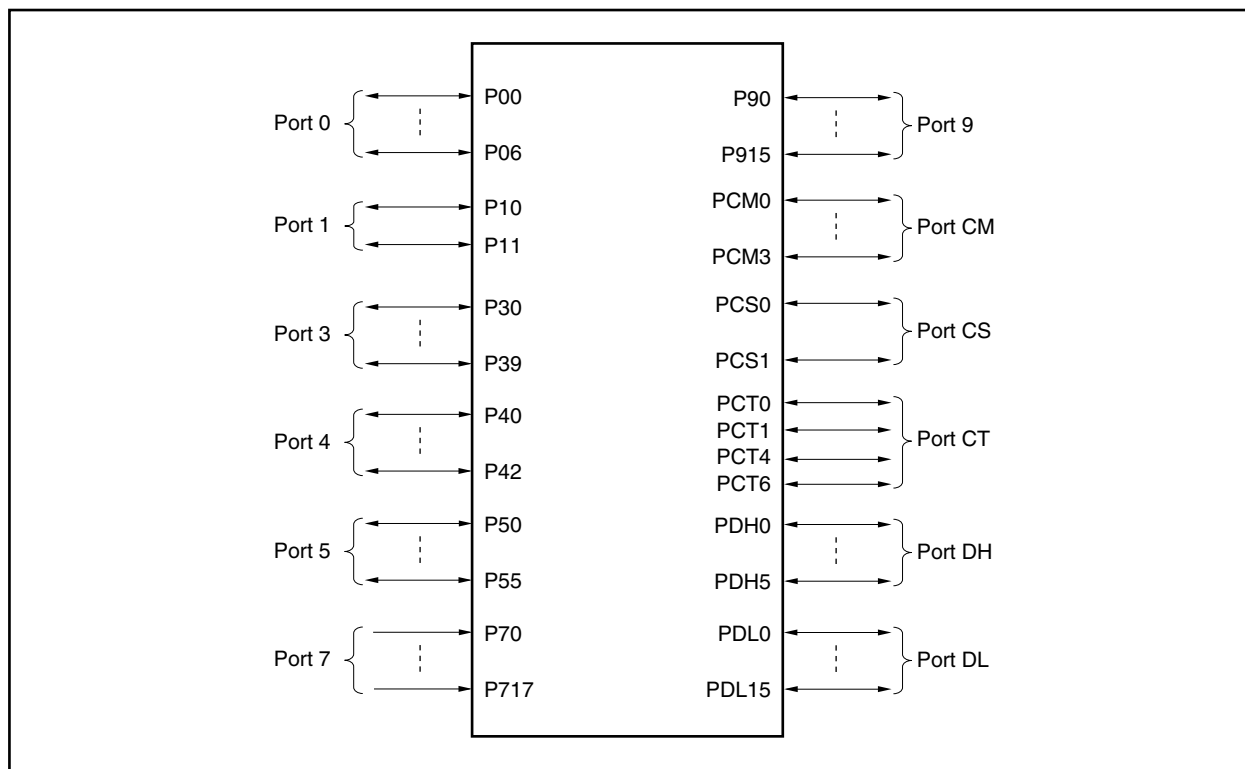 Port 0
P00
P06
Port 1
P10
P11
Port 3
P30
P39
Port 4
P40
P42
Port 5
P50
P55
Port 7
P70
P717
P90
P915
Port 9
PCM0
PCM3
Port CM
PCS0
PCS1
Port CS
PCT0
PCT1
PCT4
PCT6
Port CT
PDH0
PDH5
Port DH
PDL0
PDL15
Port DL